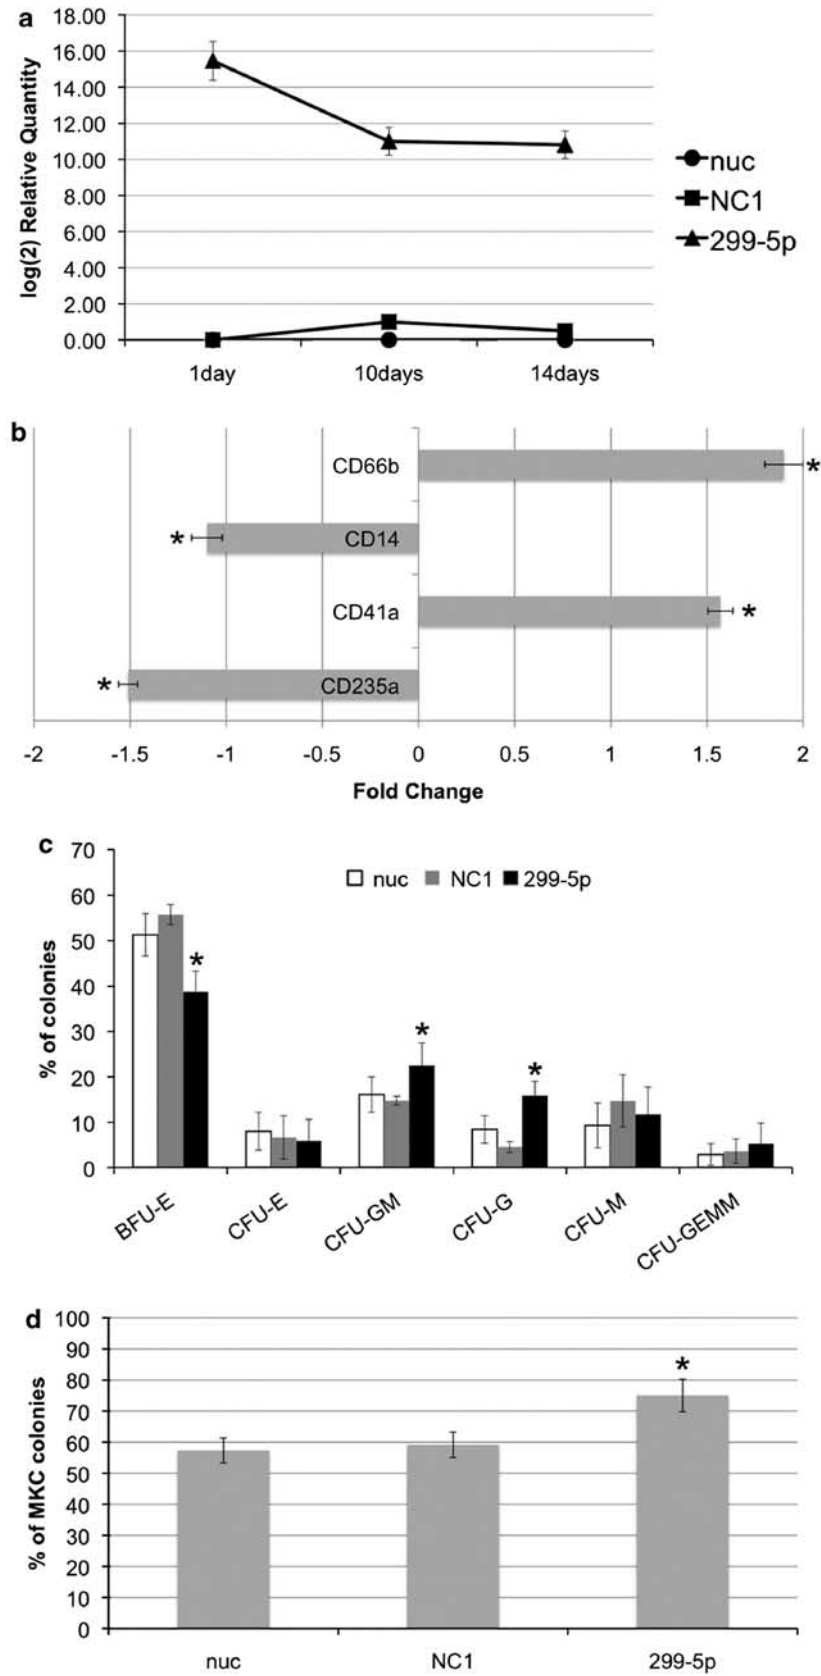 a
18.00
16.00
14.00
12.00
10.00
8.00
6.00
4.00
2.00
0.00
log(2) Relative Quantity
1day 10days 14days
nuc
NC1
299-5p
b
CD66b *
* CD14
CD41a *
* CD235a
-2 -1.5 -1 -0.5 0 0.5 1 1.5 2
Fold Change
c
70
60
50
40
30
20
10
0
% of colonies
nuc NC1 299-5p
* * *
BFU-E CFU-E CFU-GM CFU-G CFU-M CFU-GEMM
d
100
90
80
70
60
50
40
30
20
10
0
% of MKC colonies
*
nuc NC1 299-5p